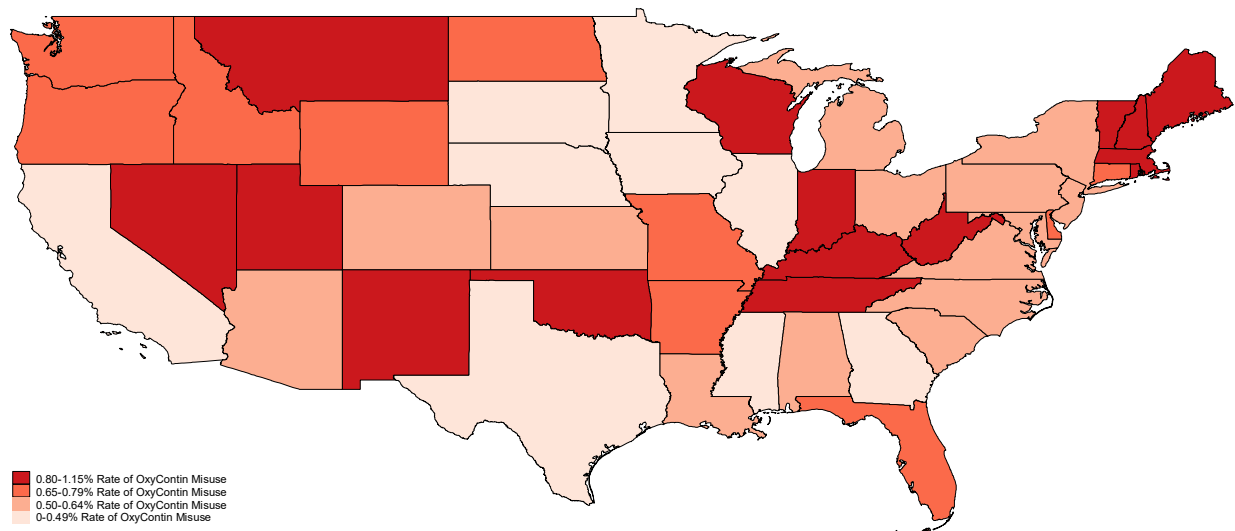 0.80-1.15% Rate of OxyContin Misuse
0.65-0.79% Rate of OxyContin Misuse
0.50-0.64% Rate of OxyContin Misuse
0-0.49% Rate of OxyContin Misuse